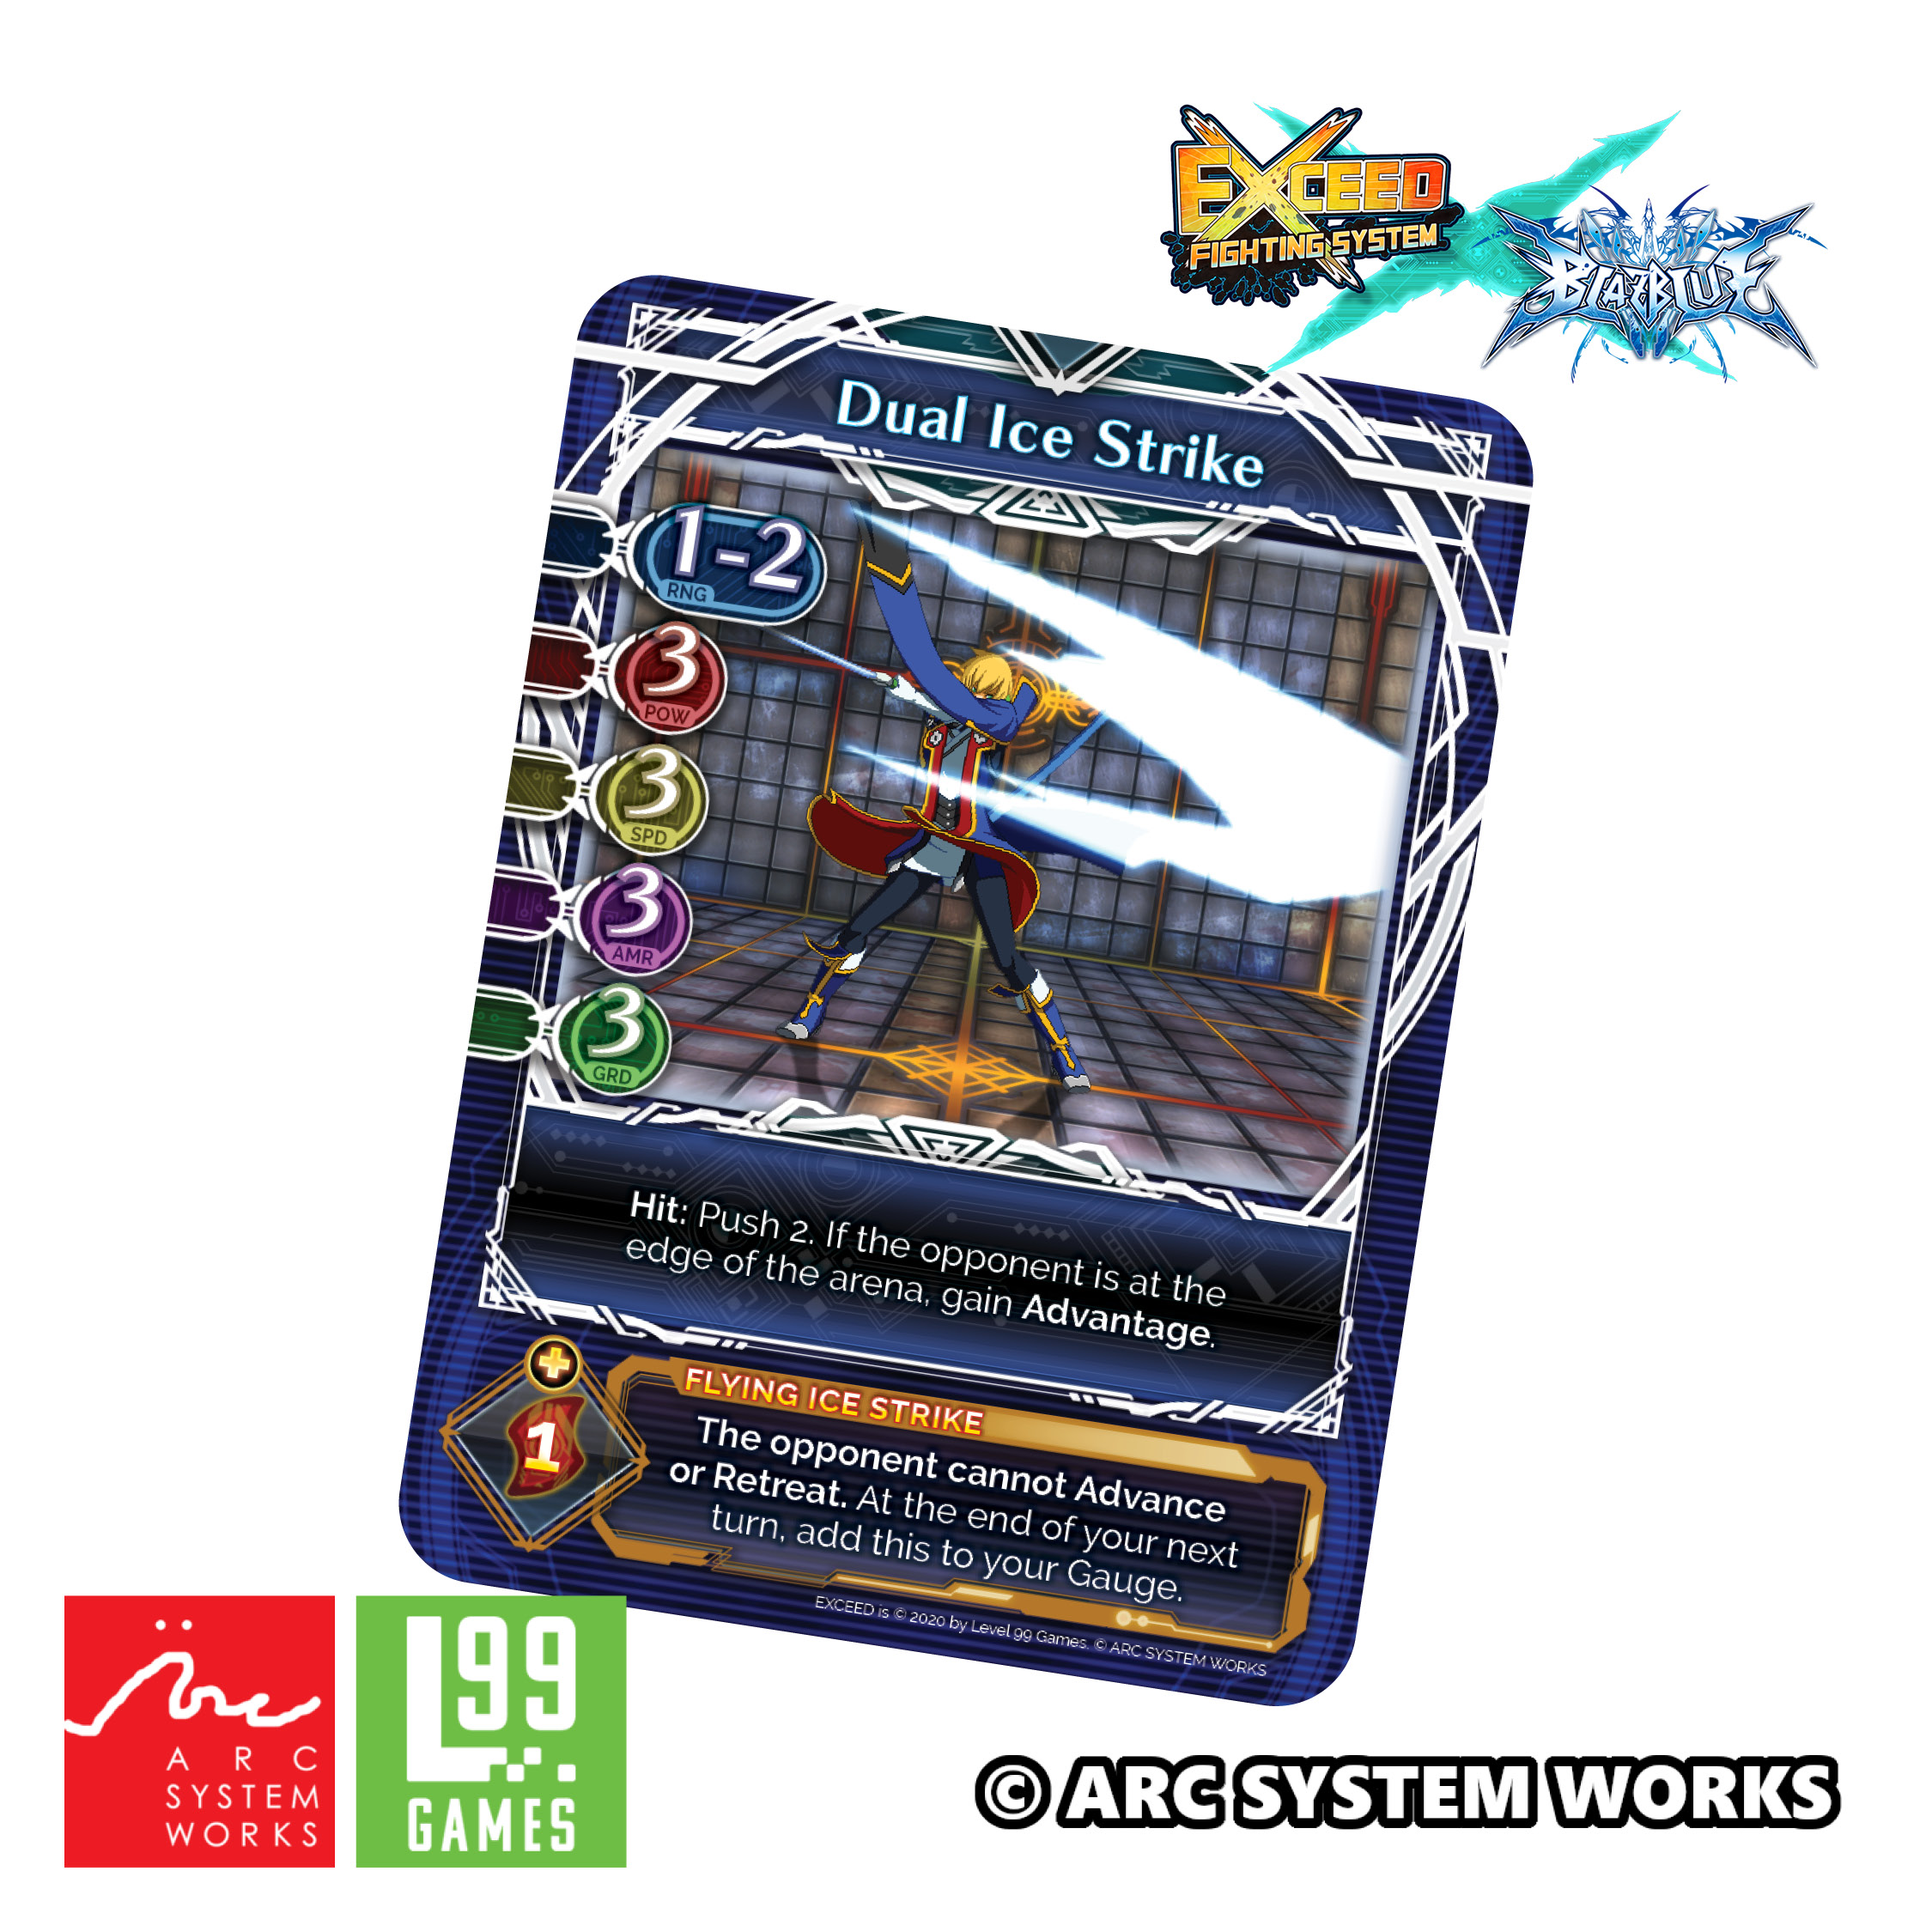 EXCEED
FIGHTING SYSTEM
BLAZBLUE
Dual Ice Strike
1-2
RNG
3
POW
3
SPD
3
AMR
3
GRD
Hit: Push 2. If the opponent is at the
edge of the arena, gain Advantage.
+
1
FLYING ICE STRIKE
The opponent cannot Advance
or Retreat. At the end of your next
turn, add this to your Gauge.
EXCEED is © 2020 by Level 99 Games. © ARC SYSTEM WORKS
Arc
ARC
SYSTEM
WORKS
L99
GAMES
© ARC SYSTEM WORKS